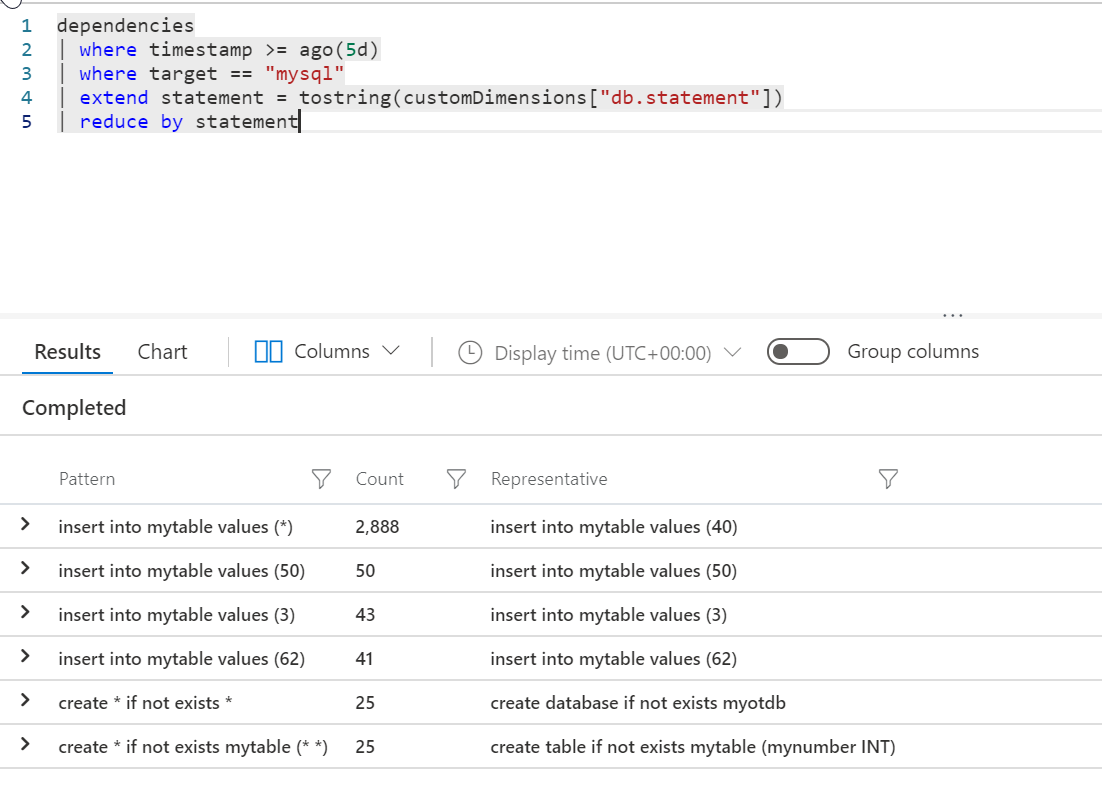 1 dependencies
2 | where timestamp >= ago(5d)
3 | where target == "mysql"
4 | extend statement = tostring(customDimensions["db.statement"])
5 | reduce by statement
...
Results Chart Columns Display time (UTC+00:00) Group columns
Completed
Pattern Count Representative
insert into mytable values (*) 2,888 insert into mytable values (40)
insert into mytable values (50) 50 insert into mytable values (50)
insert into mytable values (3) 43 insert into mytable values (3)
insert into mytable values (62) 41 insert into mytable values (62)
create * if not exists * 25 create database if not exists myotdb
create * if not exists mytable (* *) 25 create table if not exists mytable (mynumber INT)